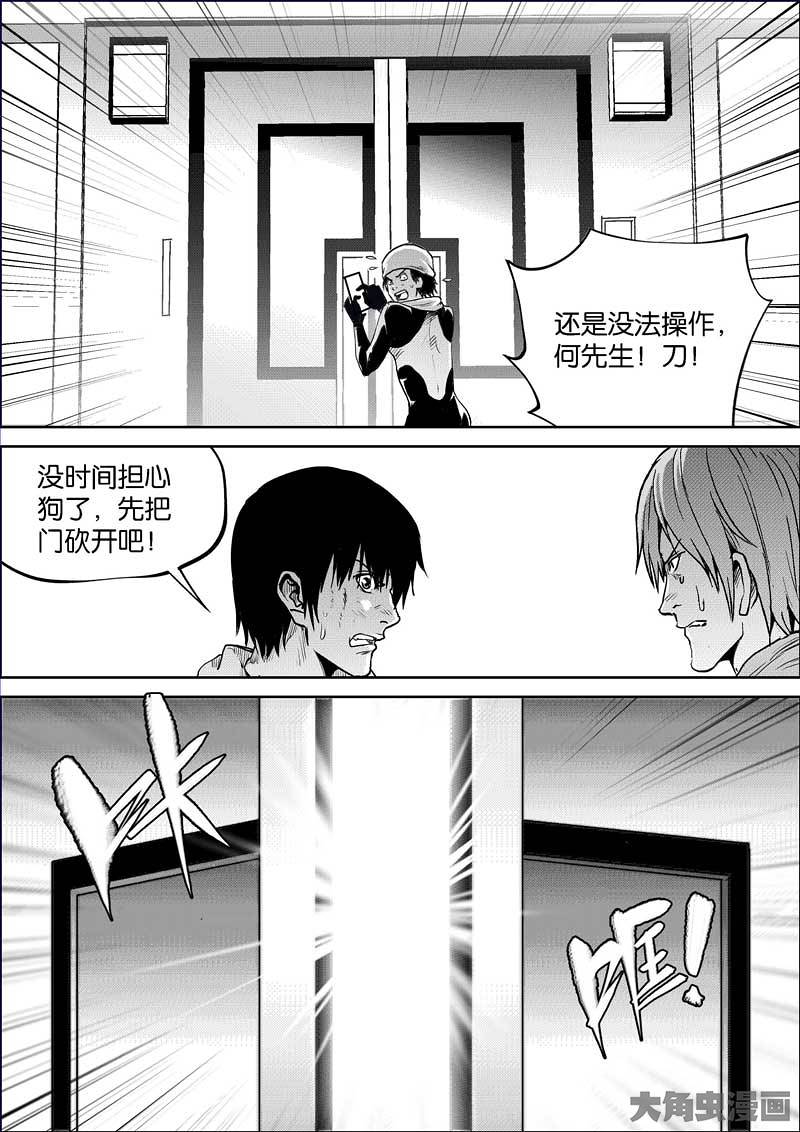 还是没法操作，
何先生！刀！
没时间担心
狗了，先把
门砍开吧！
咔
哐！
大角虫漫画